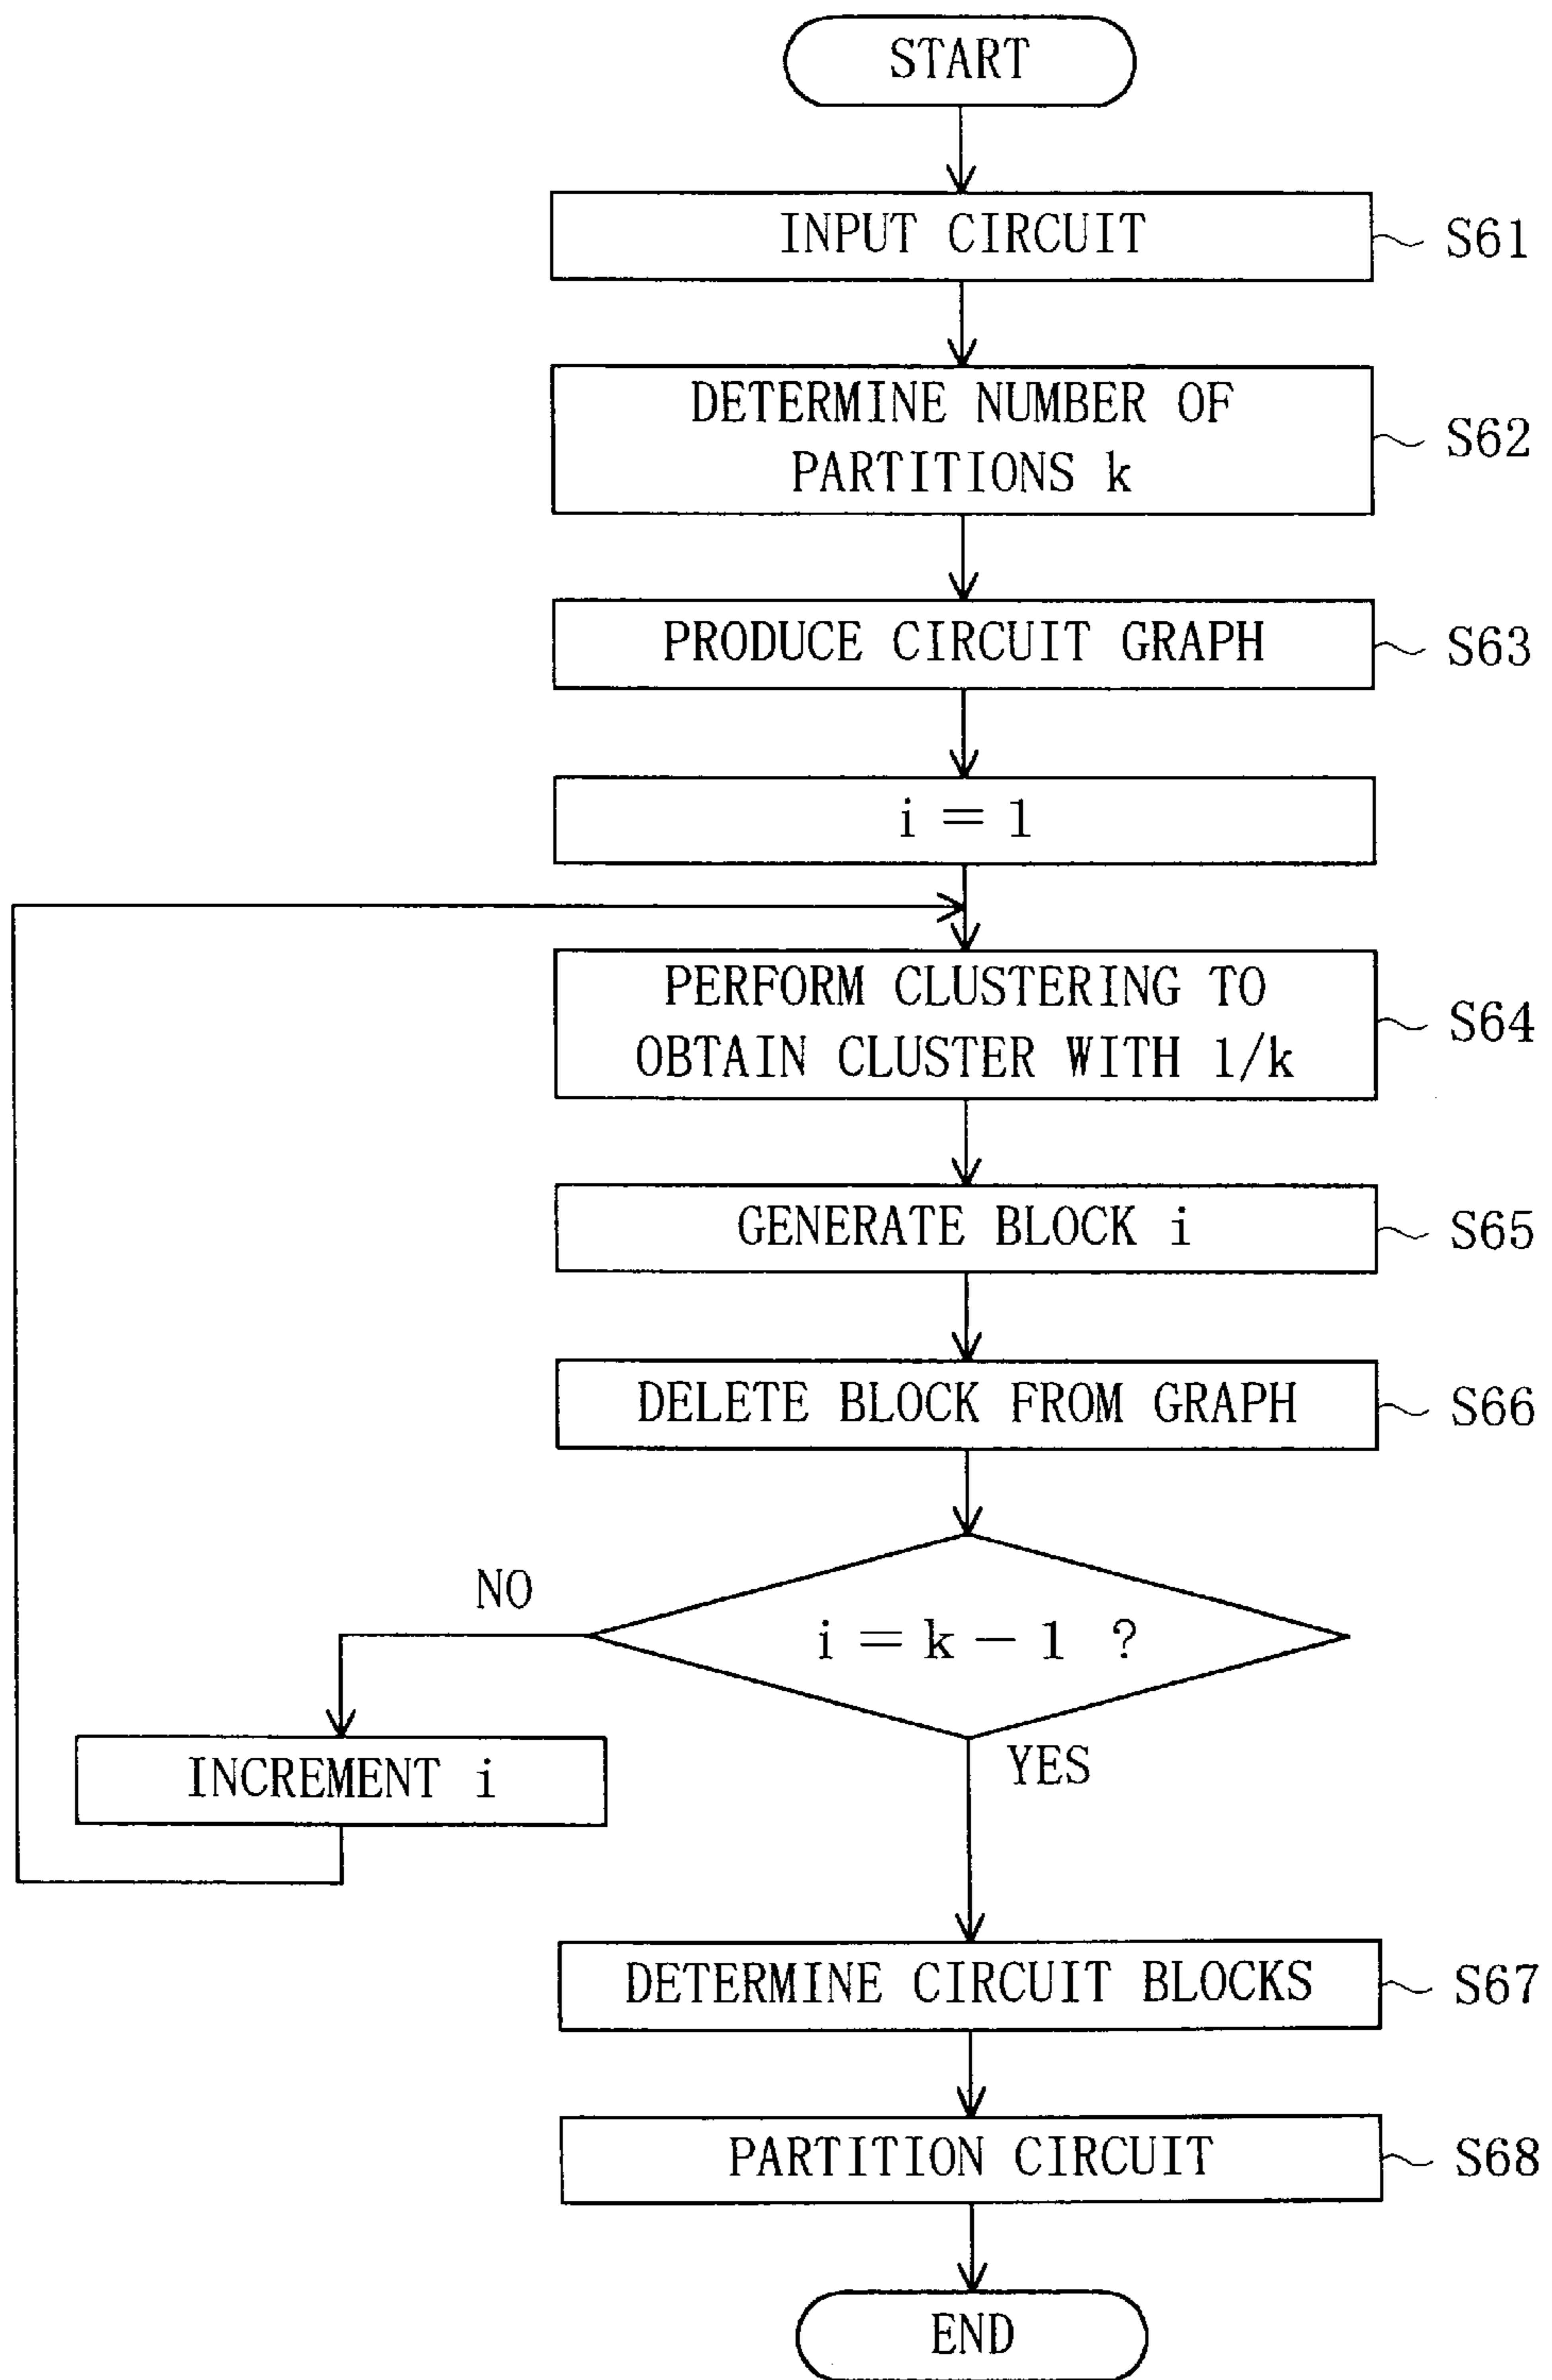 START
INPUT CIRCUIT
S61
DETERMINE NUMBER OF
PARTITIONS k
S62
PRODUCE CIRCUIT GRAPH
S63
i = 1
PERFORM CLUSTERING TO
OBTAIN CLUSTER WITH 1/k
S64
GENERATE BLOCK i
S65
DELETE BLOCK FROM GRAPH
S66
NO
i = k - 1 ?
YES
INCREMENT i
DETERMINE CIRCUIT BLOCKS
S67
PARTITION CIRCUIT
S68
END